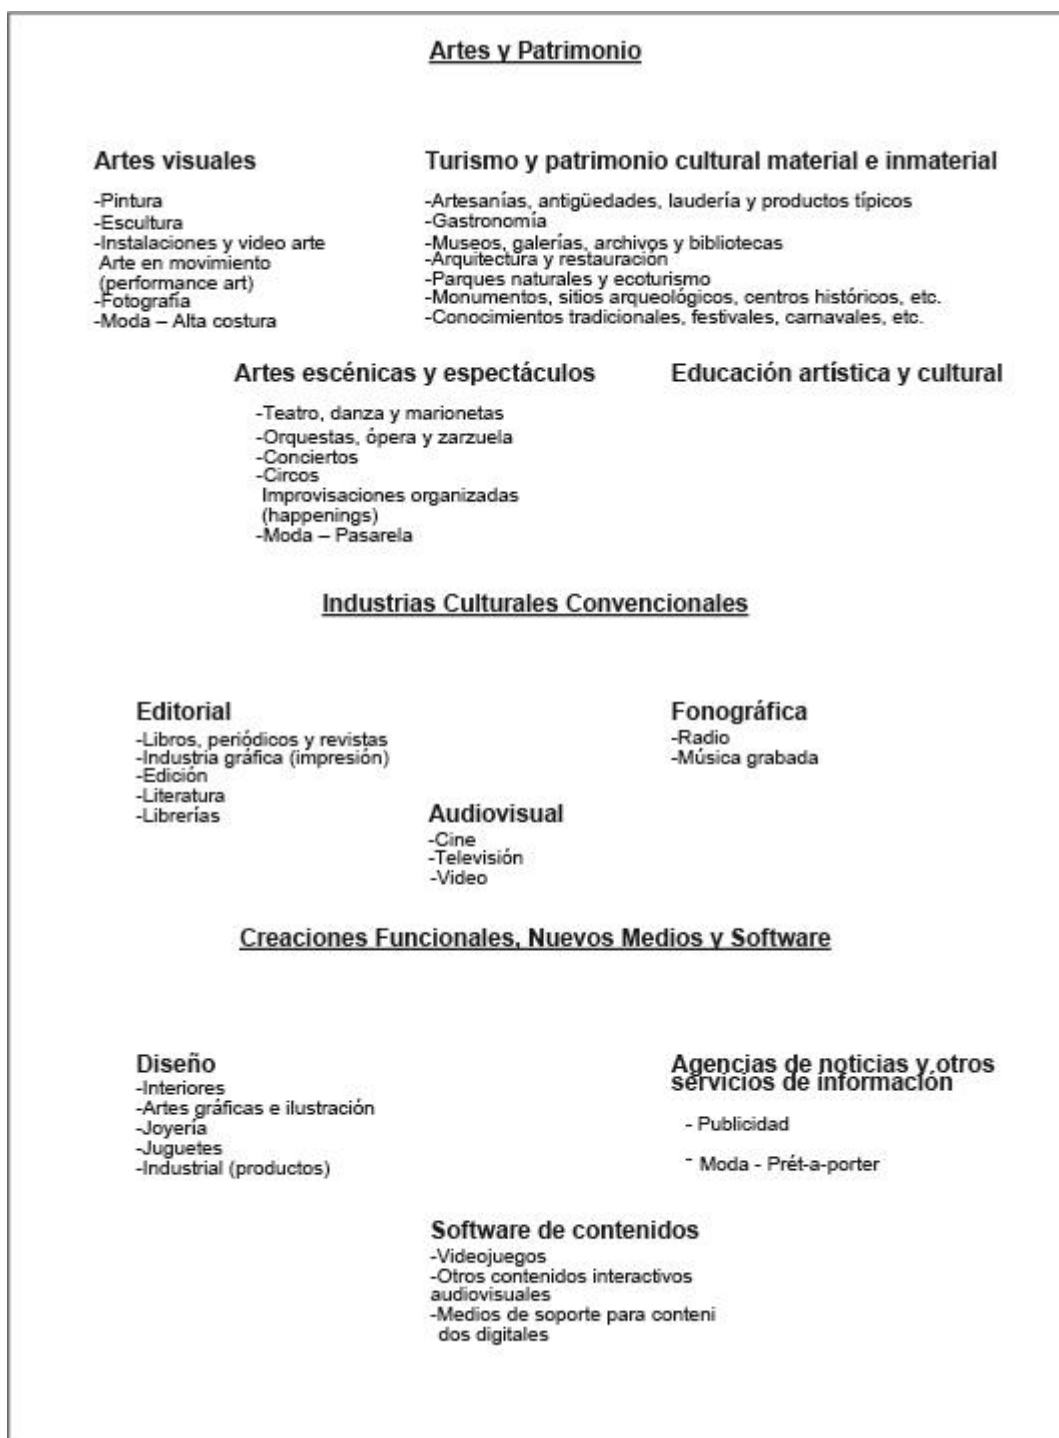 Artes y Patrimonio
Artes visuales
-Pintura
-Escultura
-Instalaciones y video arte
Arte en movimiento
(performance art)
-Fotografía
-Moda – Alta costura
Turismo y patrimonio cultural material e inmaterial
-Artesanías, antigüedades, laudería y productos típicos
-Gastronomía
-Museos, galerías, archivos y bibliotecas
-Arquitectura y restauración
-Parques naturales y ecoturismo
-Monumentos, sitios arqueológicos, centros históricos, etc.
-Conocimientos tradicionales, festivales, carnavales, etc.
Artes escénicas y espectáculos
-Teatro, danza y marionetas
-Orquestas, ópera y zarzuela
-Conciertos
-Circos
Improvisaciones organizadas
(happenings)
-Moda – Pasarela
Educación artística y cultural
Industrias Culturales Convencionales
Editorial
-Libros, periódicos y revistas
-Industria gráfica (impresión)
-Edición
-Literatura
-Librerías
Fonográfica
-Radio
-Música grabada
Audiovisual
-Cine
-Televisión
-Video
Creaciones Funcionales, Nuevos Medios y Software
Diseño
-Interiores
-Artes gráficas e ilustración
-Joyería
-Juguetes
-Industrial (productos)
Agencias de noticias y otros
servicios de información
- Publicidad
- Moda - Prét-a-porter
Software de contenidos
-Videojuegos
-Otros contenidos interactivos
audiovisuales
-Medios de soporte para conteni
dos digitales